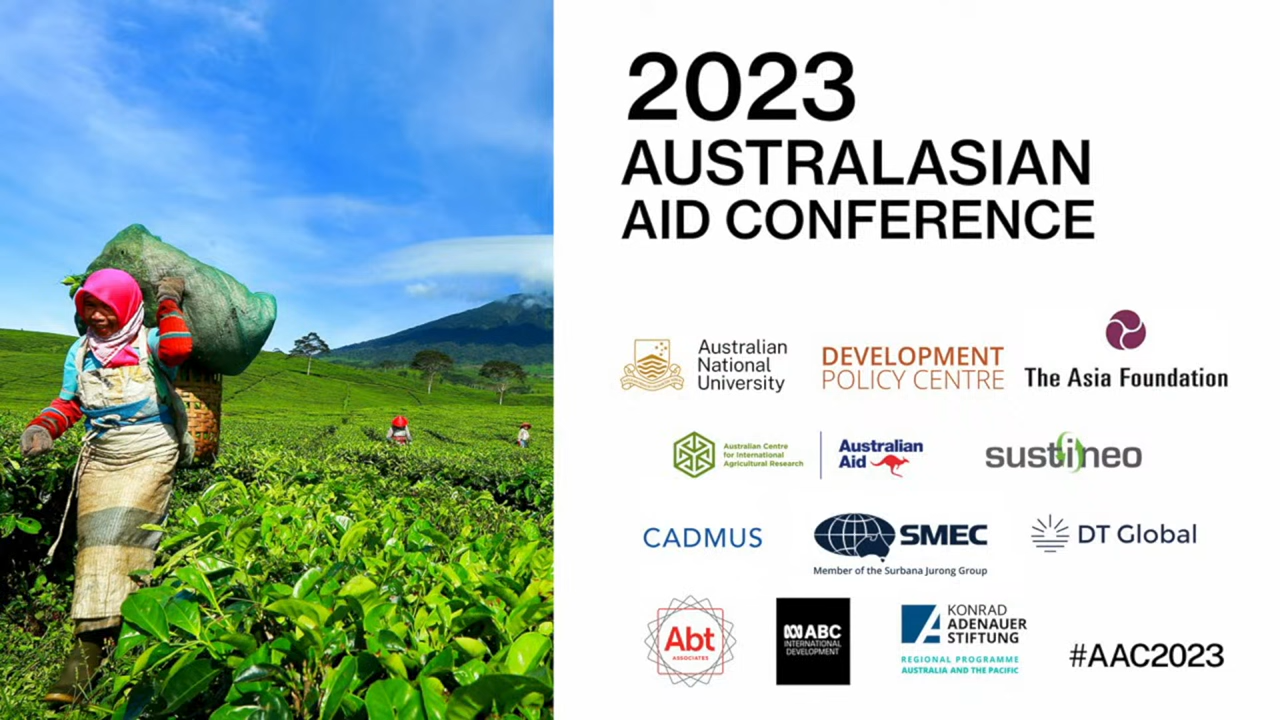 2023
AUSTRALASIAN
AID CONFERENCE
Australian
National
University
DEVELOPMENT
POLICY CENTRE
The Asia Foundation
Australian Centre
for International
Agricultural Research
Australian
Aid
sustineo
CADMUS
SMEC
Member of the Surbana Jurong Group
DT Global
Abt
ASSOCIATES
ABC
INTERNATIONAL
DEVELOPMENT
KONRAD
ADENAUER
STIFTUNG
REGIONAL PROGRAMME
AUSTRALIA AND THE PACIFIC
#AAC2023